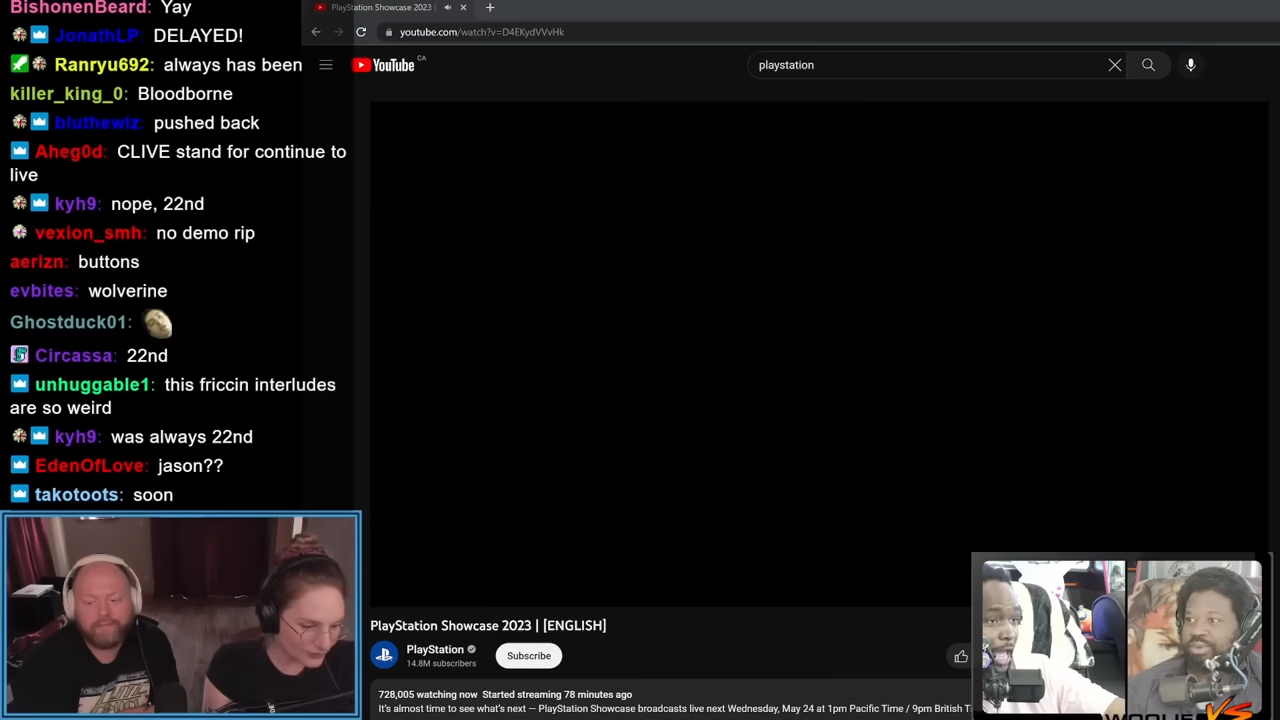 BishonenBeard: Yay
JonathLP: DELAYED!
Ranryu692: always has been
killer_king_0: Bloodborne
bluthewiz: pushed back
Aheg0d: CLIVE stand for continue to
live
kyh9: nope, 22nd
vexion_smh: no demo rip
aerizn: buttons
evbites: wolverine
Ghostduck01:
Circassa: 22nd
unhuggable1: this friccin interludes
are so weird
kyh9: was always 22nd
EdenOfLove: jason??
takotoots: soon
PlayStation Showcase 2023 |
youtube.com/watch?v=D4EKydVVvHk
YouTube CA
playstation
PlayStation Showcase 2023 | [ENGLISH]
PlayStation
14.8M subscribers
Subscribe
728,005 watching now Started streaming 78 minutes ago
It's almost time to see what's next — PlayStation Showcase broadcasts live next Wednesday, May 24 at 1pm Pacific Time / 9pm British T
VS